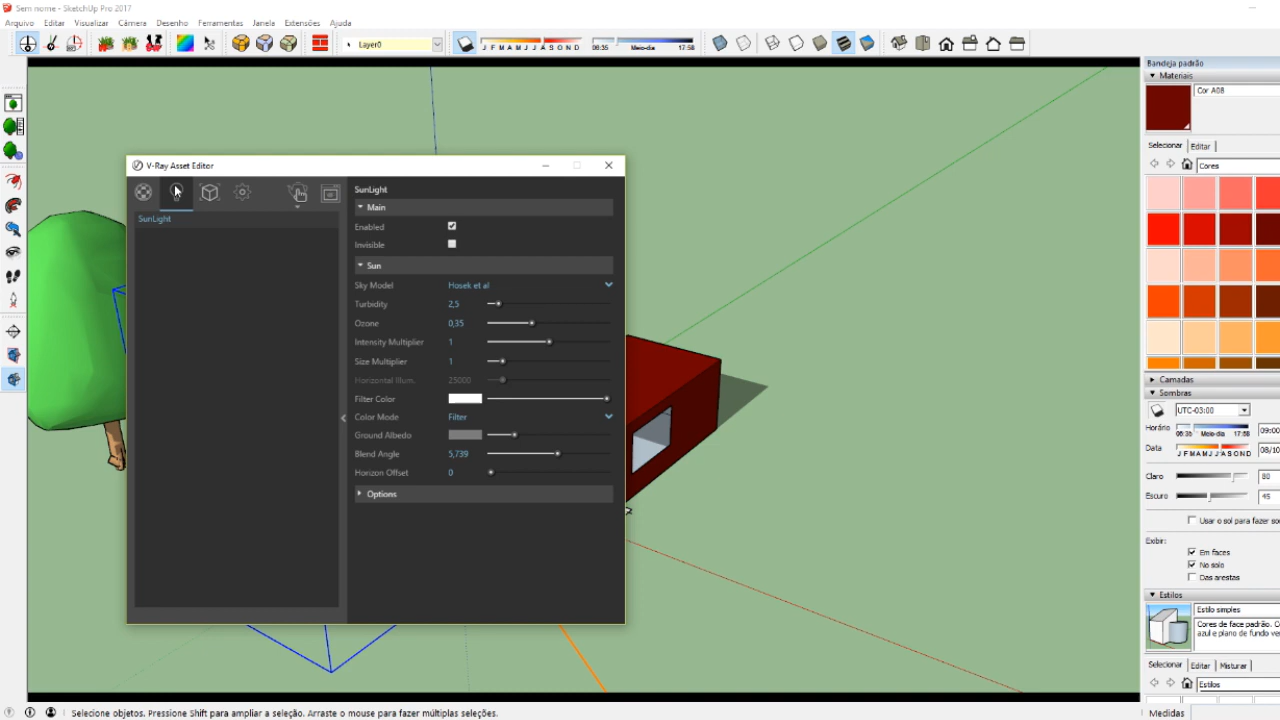 Sem nome - SketchUp Pro 2017
Arquivo Editar Visualizar Câmera Desenho Ferramentas Janela Extensões Ajuda
Layer0
J F M A M J J A S O N D
06:35 Meio-dia 17:58
Bandeja padrão
Materiais
Cor A08
Selecionar Editar
Cores
V-Ray Asset Editor
SunLight
SunLight
Main
Enabled
Invisible
Sun
Sky Model Hosek et al
Turbidity 2,5
Ozone 0,35
Intensity Multiplier 1
Size Multiplier 1
Horizontal Illum. 25000
Filter Color
Color Mode Filter
Ground Albedo
Blend Angle 5,739
Horizon Offset 0
Options
Camadas
Sombras
UTC-03:00
Horário 06:35 Meio-dia 17:58 09:00
Data J F M A M J J A S O N D 08/10
Claro 80
Escuro 45
Usar o sol para fazer so
Exibir:
Em faces
No solo
Das arestas
Estilos
Estilo simples
Cores de face padrão. C
azul e plano de fundo ve
Selecionar Editar Misturar
Estilos
Selecione objetos. Pressione Shift para ampliar a seleção. Arraste o mouse para fazer múltiplas seleções.
Medidas